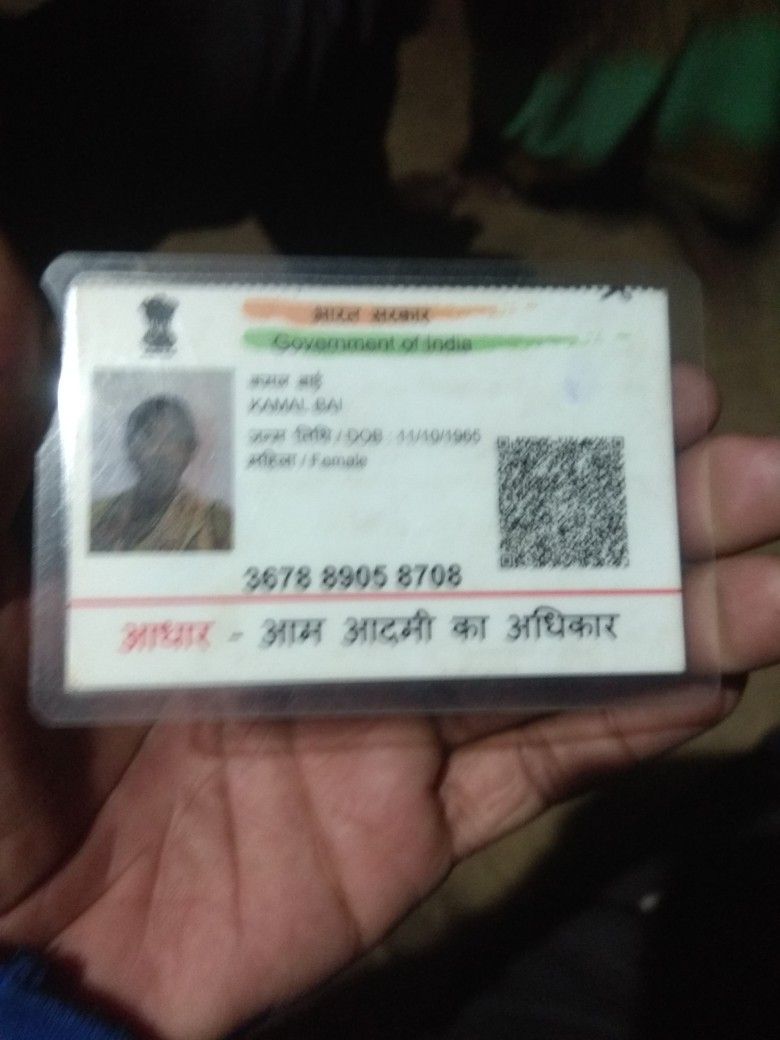 भारत सरकार
Government of India
कमल बाई
KAMAL BAI
जन्म तिथि / DOB : 11/10/1965
महिला / Female
3678 8905 8708
आधार - आम आदमी का अधिकार